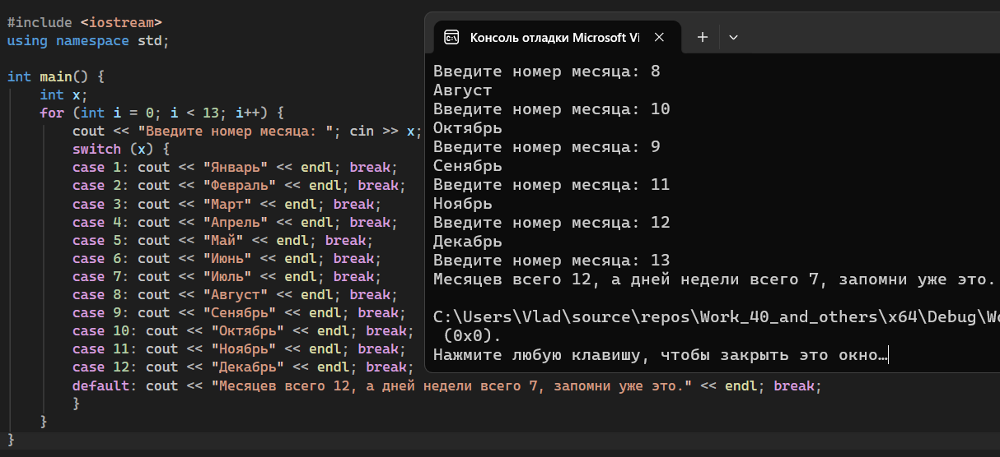 #include <iostream>
using namespace std;
int main() {
int x;
for (int i = 0; i < 13; i++) {
cout << "Введите номер месяца: "; cin >> x;
switch (x) {
case 1: cout << "Январь" << endl; break;
case 2: cout << "Февраль" << endl; break;
case 3: cout << "Март" << endl; break;
case 4: cout << "Апрель" << endl; break;
case 5: cout << "Май" << endl; break;
case 6: cout << "Июнь" << endl; break;
case 7: cout << "Июль" << endl; break;
case 8: cout << "Август" << endl; break;
case 9: cout << "Сенябрь" << endl; break;
case 10: cout << "Октябрь" << endl; break;
case 11: cout << "Ноябрь" << endl; break;
case 12: cout << "Декабрь" << endl; break;
default: cout << "Месяцев всего 12, а дней недели всего 7, запомни уже это." << endl; break;
}
}
}
Консоль отладки Microsoft Vi
Введите номер месяца: 8
Август
Введите номер месяца: 10
Октябрь
Введите номер месяца: 9
Сенябрь
Введите номер месяца: 11
Ноябрь
Введите номер месяца: 12
Декабрь
Введите номер месяца: 13
Месяцев всего 12, а дней недели всего 7, запомни уже это.
C:\Users\Vlad\source\repos\Work_40_and_others\x64\Debug\Wo
(0x0).
Нажмите любую клавишу, чтобы закрыть это окно…